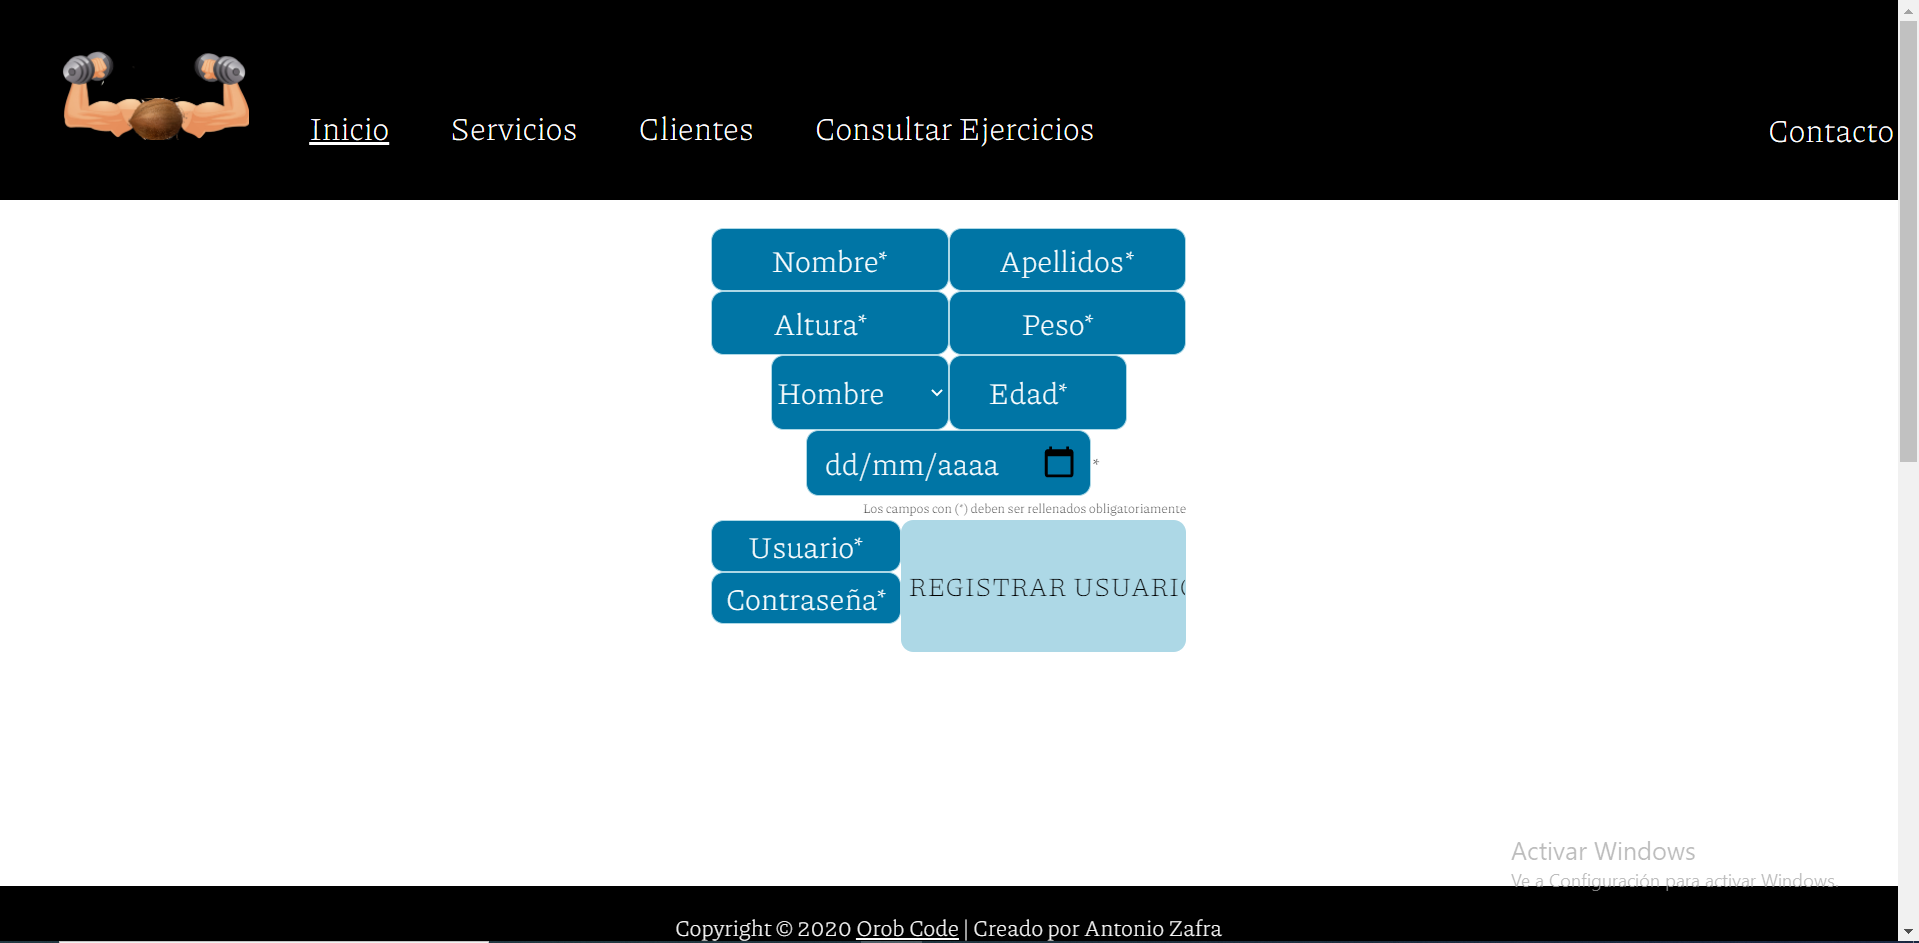 Inicio Servicios Clientes Consultar Ejercicios Contacto
Nombre* Apellidos*
Altura* Peso*
Hombre Edad*
dd/mm/aaaa *
Los campos con (*) deben ser rellenados obligatoriamente
Usuario*
REGISTRAR USUARIO
Contraseña*
Activar Windows
Ve a Configuración para activar Windows.
Copyright © 2020 Orob Code | Creado por Antonio Zafra